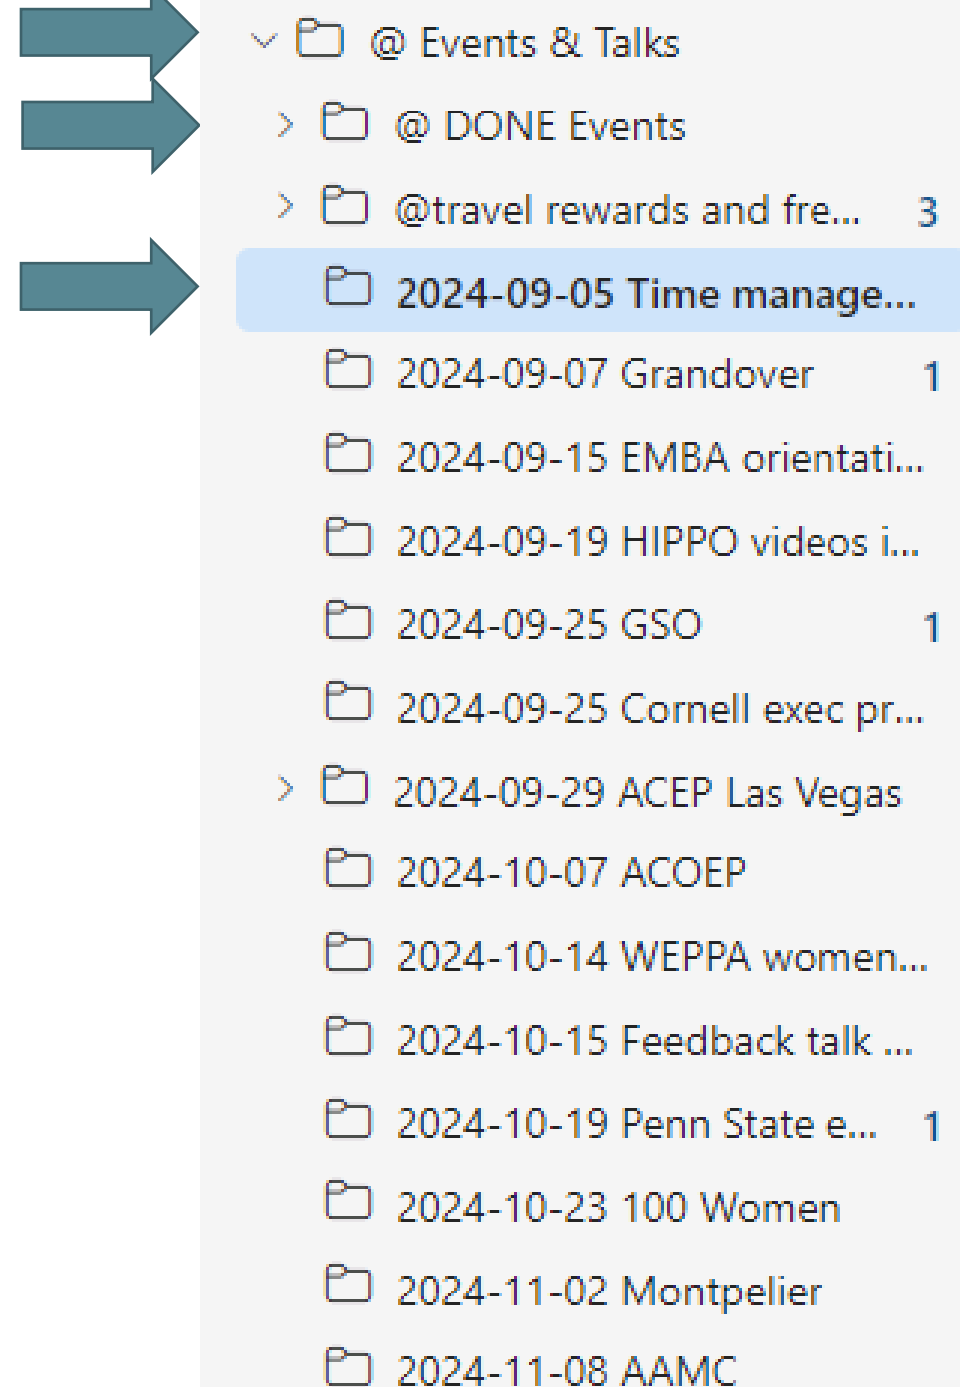 @ Events & Talks
@ DONE Events
@travel rewards and fre... 3
2024-09-05 Time manage...
2024-09-07 Grandover 1
2024-09-15 EMBA orientati...
2024-09-19 HIPPO videos i...
2024-09-25 GSO 1
2024-09-25 Cornell exec pr...
2024-09-29 ACEP Las Vegas
2024-10-07 ACOEP
2024-10-14 WEPPA women...
2024-10-15 Feedback talk ...
2024-10-19 Penn State e... 1
2024-10-23 100 Women
2024-11-02 Montpelier
2024-11-08 AAMC